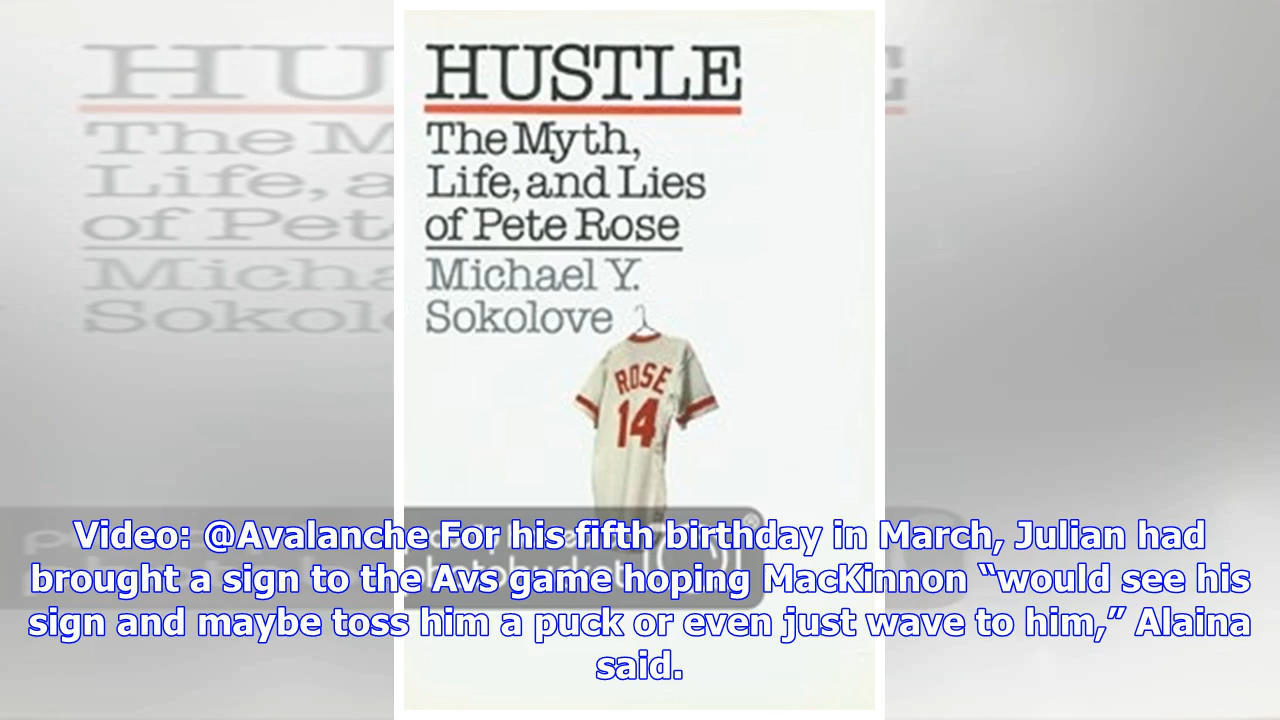 HUSTLE
The Myth,
Life, and Lies
of Pete Rose
Michael Y.
Sokolove
ROSE
14
Video: @Avalanche For his fifth birthday in March, Julian had
brought a sign to the Avs game hoping MacKinnon “would see his
sign and maybe toss him a puck or even just wave to him,” Alaina
said.
photobucket